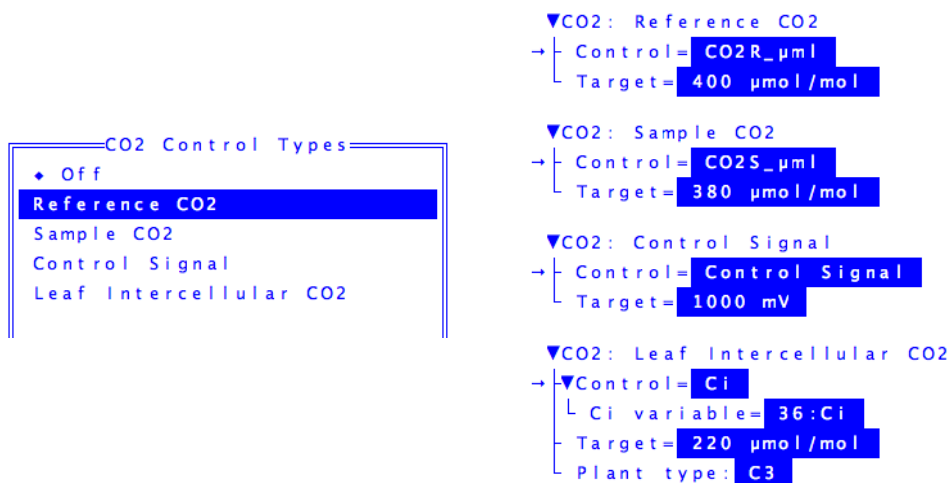 CO2 Control Types
◆ Off
Reference CO2
Sample CO2
Control Signal
Leaf Intercellular CO2
▼CO2: Reference CO2
→ Control= CO2R_µml
Target= 400 µmol/mol
▼CO2: Sample CO2
→ Control= CO2S_µml
Target= 380 µmol/mol
▼CO2: Control Signal
→ Control= Control Signal
Target= 1000 mV
▼CO2: Leaf Intercellular CO2
→ ▼Control= Ci
Ci variable= 36:Ci
Target= 220 µmol/mol
Plant type: C3